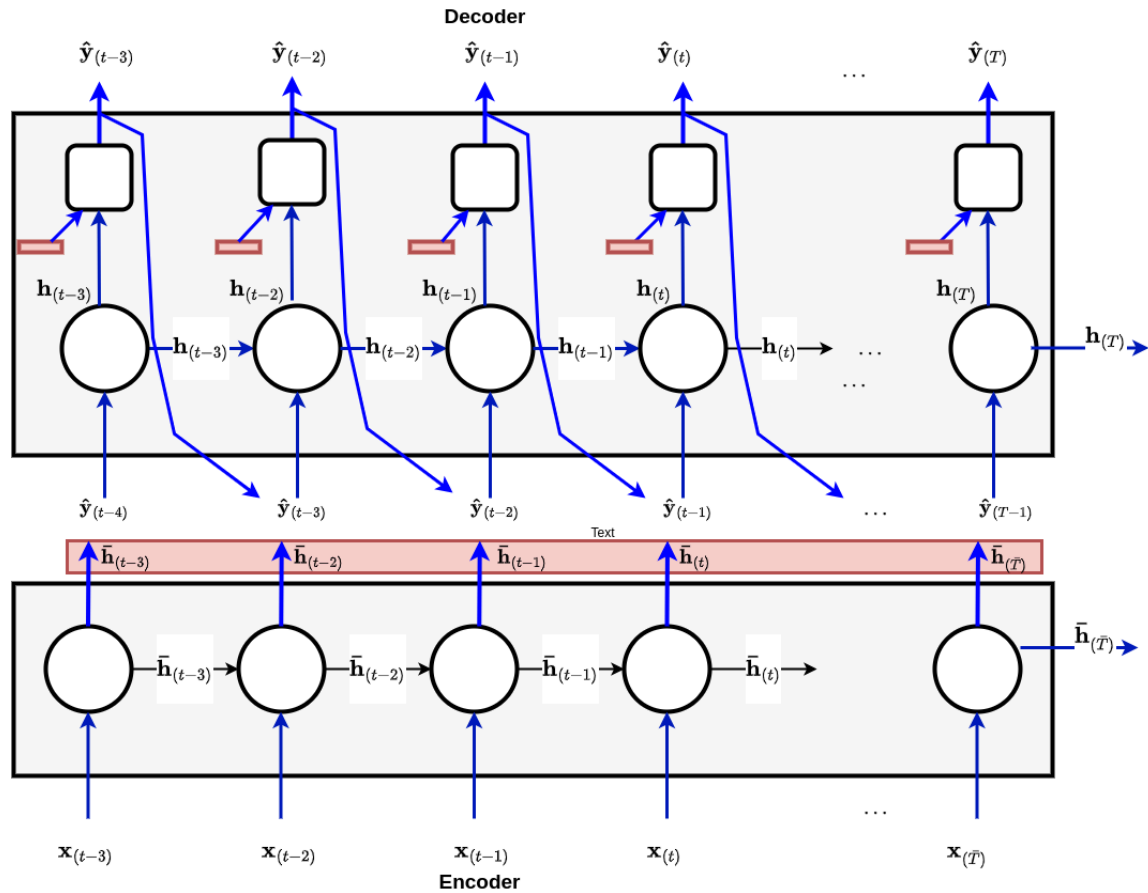 Decoder
ŷ(t−3) ŷ(t−2) ŷ(t−1) ŷ(t) … ŷ(T)
h(t−3) h(t−2) h(t−1) h(t) h(T)
h(t−3) h(t−2) h(t−1) h(t) … h(T)
…
ŷ(t−4) ŷ(t−3) ŷ(t−2) ŷ(t−1) … ŷ(T−1)
Text
h̄(t−3) h̄(t−2) h̄(t−1) h̄(t) h̄(T̄)
h̄(t−3) h̄(t−2) h̄(t−1) h̄(t) h̄(T̄)
…
x(t−3) x(t−2) x(t−1) x(t) x(T̄)
Encoder